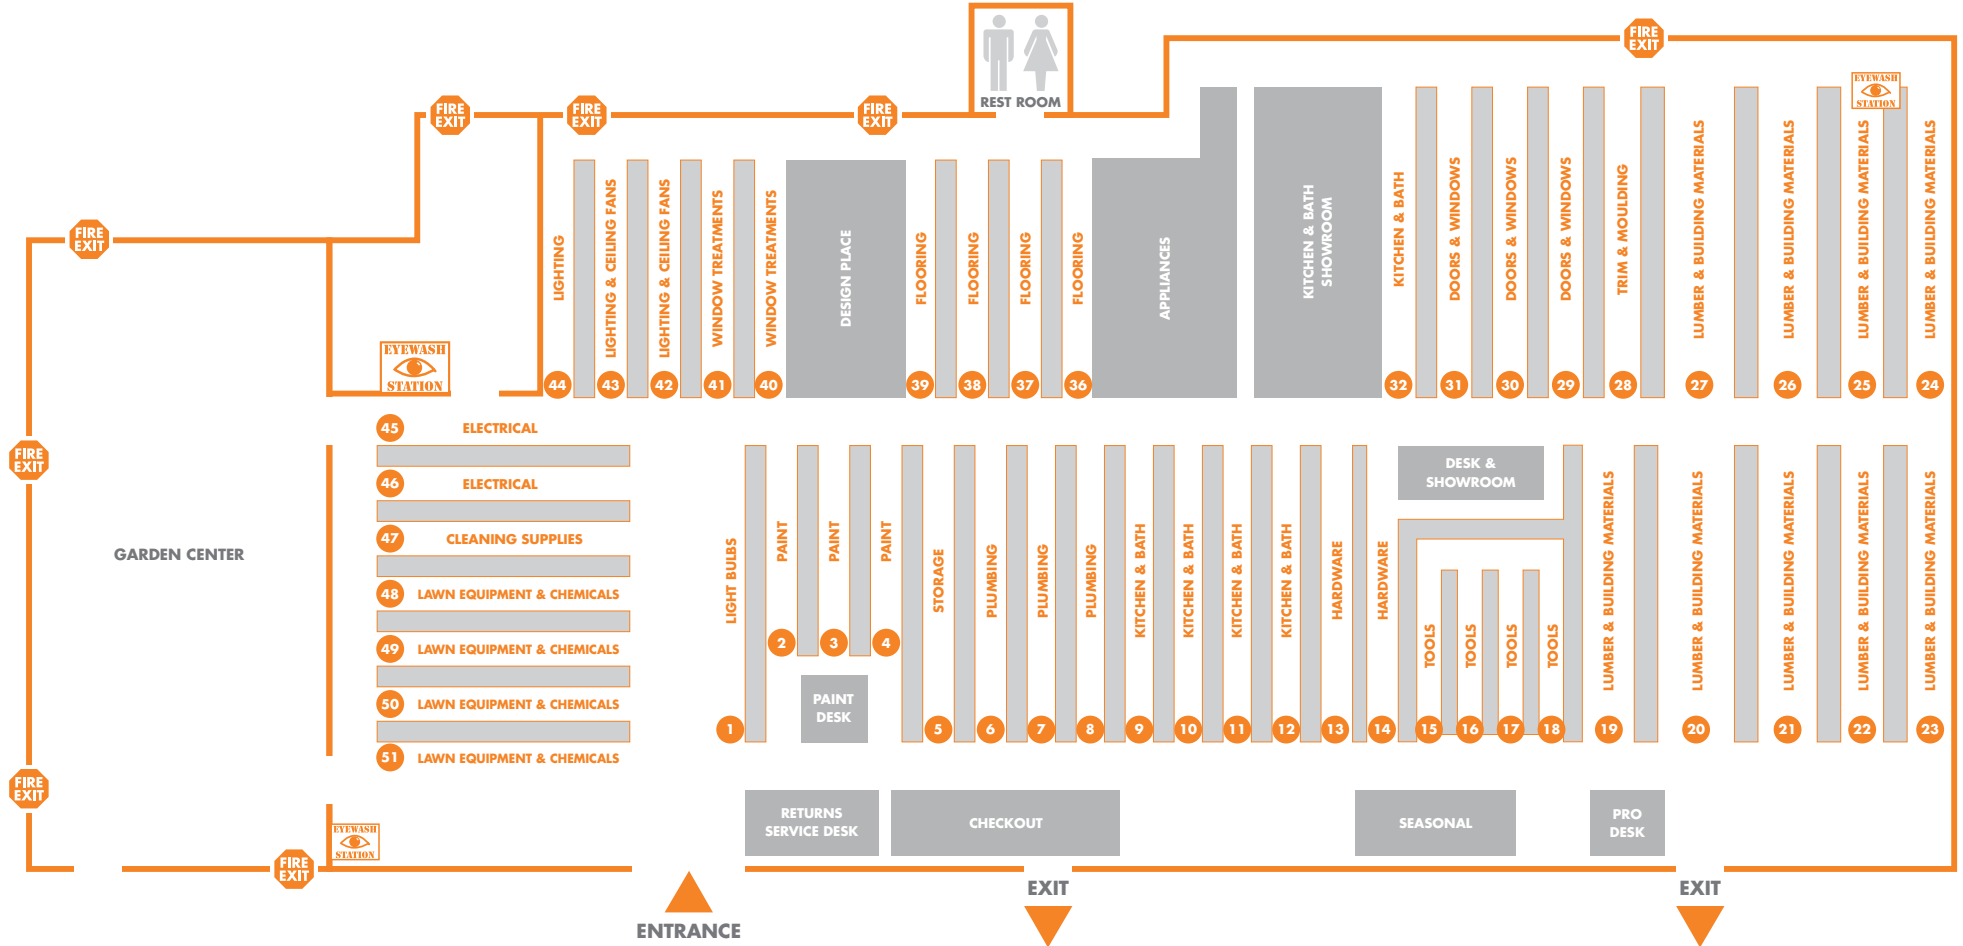 REST ROOM
FIRE
EXIT
FIRE
EXIT
FIRE
EXIT
FIRE
EXIT
FIRE
EXIT
EYEWASH
STATION
LIGHTING
LIGHTING & CEILING FANS
LIGHTING & CEILING FANS
WINDOW TREATMENTS
WINDOW TREATMENTS
DESIGN PLACE
FLOORING
FLOORING
FLOORING
FLOORING
APPLIANCES
KITCHEN & BATH
SHOWROOM
KITCHEN & BATH
DOORS & WINDOWS
DOORS & WINDOWS
DOORS & WINDOWS
TRIM & MOULDING
LUMBER & BUILDING MATERIALS
LUMBER & BUILDING MATERIALS
LUMBER & BUILDING MATERIALS
LUMBER & BUILDING MATERIALS
EYEWASH
STATION
44
43
42
41
40
39
38
37
36
32
31
30
29
28
27
26
25
24
45 ELECTRICAL
46 ELECTRICAL
47 CLEANING SUPPLIES
48 LAWN EQUIPMENT & CHEMICALS
49 LAWN EQUIPMENT & CHEMICALS
50 LAWN EQUIPMENT & CHEMICALS
51 LAWN EQUIPMENT & CHEMICALS
FIRE
EXIT
GARDEN CENTER
FIRE
EXIT
LIGHT BULBS
PAINT
PAINT
PAINT
STORAGE
PLUMBING
PLUMBING
PLUMBING
KITCHEN & BATH
KITCHEN & BATH
KITCHEN & BATH
KITCHEN & BATH
HARDWARE
HARDWARE
DESK &
SHOWROOM
TOOLS
TOOLS
TOOLS
TOOLS
LUMBER & BUILDING MATERIALS
LUMBER & BUILDING MATERIALS
LUMBER & BUILDING MATERIALS
LUMBER & BUILDING MATERIALS
LUMBER & BUILDING MATERIALS
1
2
3
4
PAINT
DESK
5
6
7
8
9
10
11
12
13
14
15
16
17
18
19
20
21
22
23
EYEWASH
STATION
FIRE
EXIT
RETURNS
SERVICE DESK
CHECKOUT
SEASONAL
PRO
DESK
ENTRANCE
EXIT
EXIT